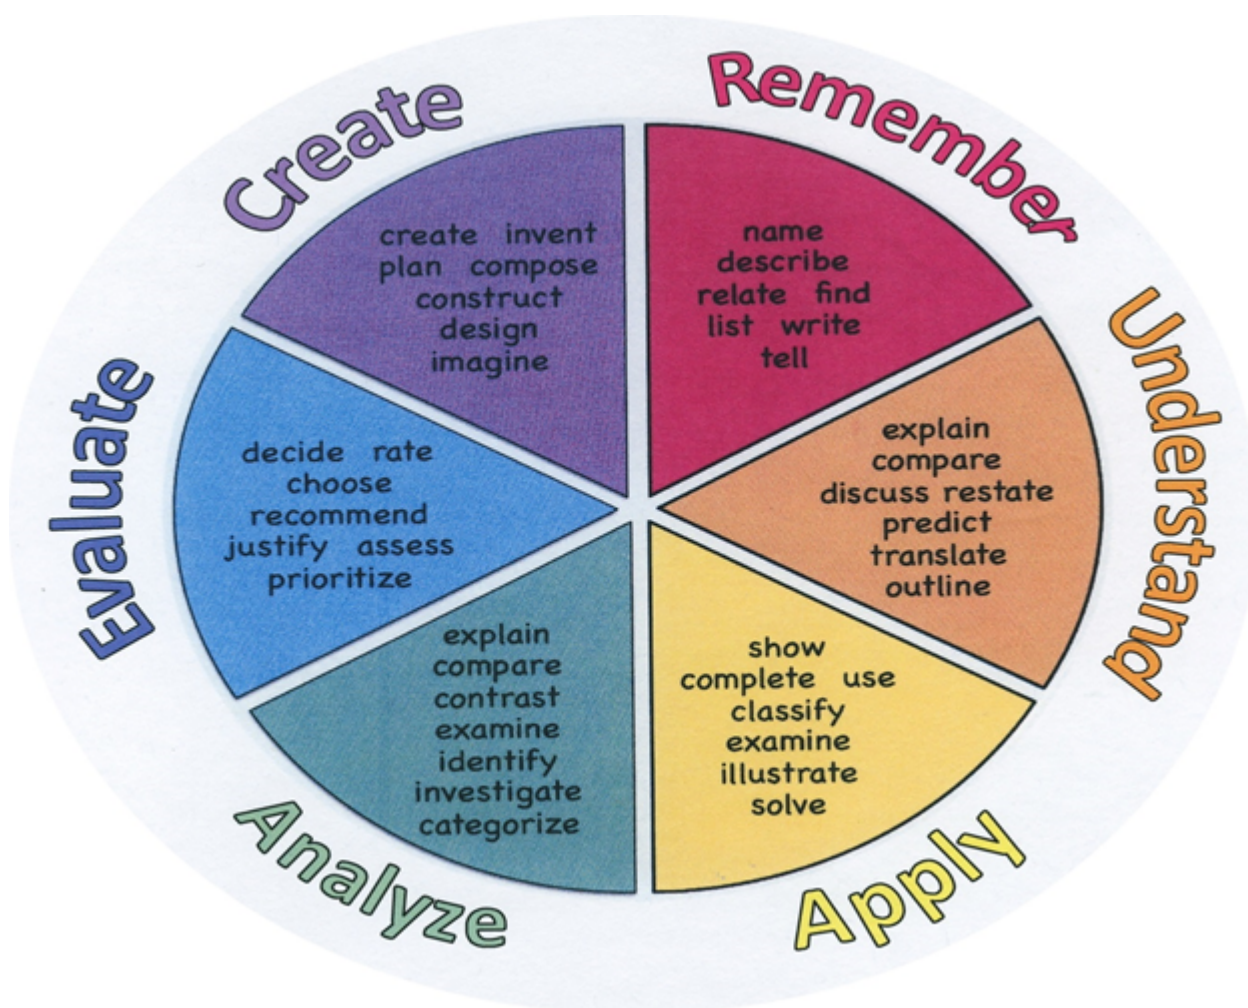 Remember
name
describe
relate find
list write
tell
Understand
explain
compare
discuss restate
predict
translate
outline
Apply
show
complete use
classify
examine
illustrate
solve
Analyze
explain
compare
contrast
examine
identify
investigate
categorize
Evaluate
decide rate
choose
recommend
justify assess
prioritize
Create
create invent
plan compose
construct
design
imagine